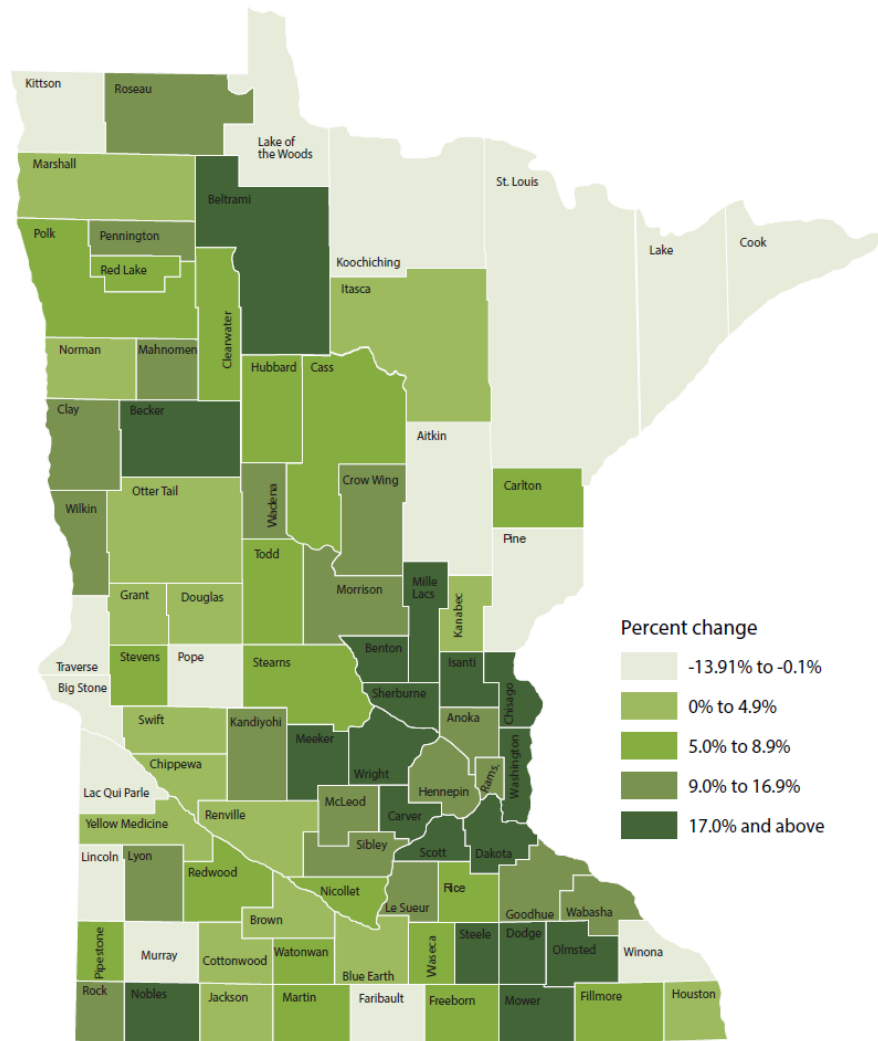 Kittson
Roseau
Lake of
the Woods
Marshall
Beltrami
St. Louis
Polk
Pennington
Koochiching
Lake
Cook
Red Lake
Clearwater
Itasca
Norman
Mahnomen
Hubbard
Cass
Clay
Becker
Aitkin
Otter Tail
Wadena
Crow Wing
Carlton
Wilkin
Pine
Todd
Mille
Lacs
Morrison
Kanabec
Grant
Douglas
Traverse
Stevens
Pope
Stearns
Benton
Isanti
Chisago
Big Stone
Sherburne
Swift
Kandiyohi
Anoka
Meeker
Wright
Washington
Chippewa
Lac Qui Parle
Hennepin
Rams.
McLeod
Renville
Carver
Yellow Medicine
Sibley
Scott
Dakota
Lincoln
Lyon
Redwood
Nicollet
Le Sueur
Rice
Goodhue
Wabasha
Brown
Pipestone
Murray
Cottonwood
Watonwan
Blue Earth
Waseca
Steele
Dodge
Olmsted
Winona
Rock
Nobles
Jackson
Martin
Faribault
Freeborn
Mower
Fillmore
Houston
Percent change
-13.91% to -0.1%
0% to 4.9%
5.0% to 8.9%
9.0% to 16.9%
17.0% and above